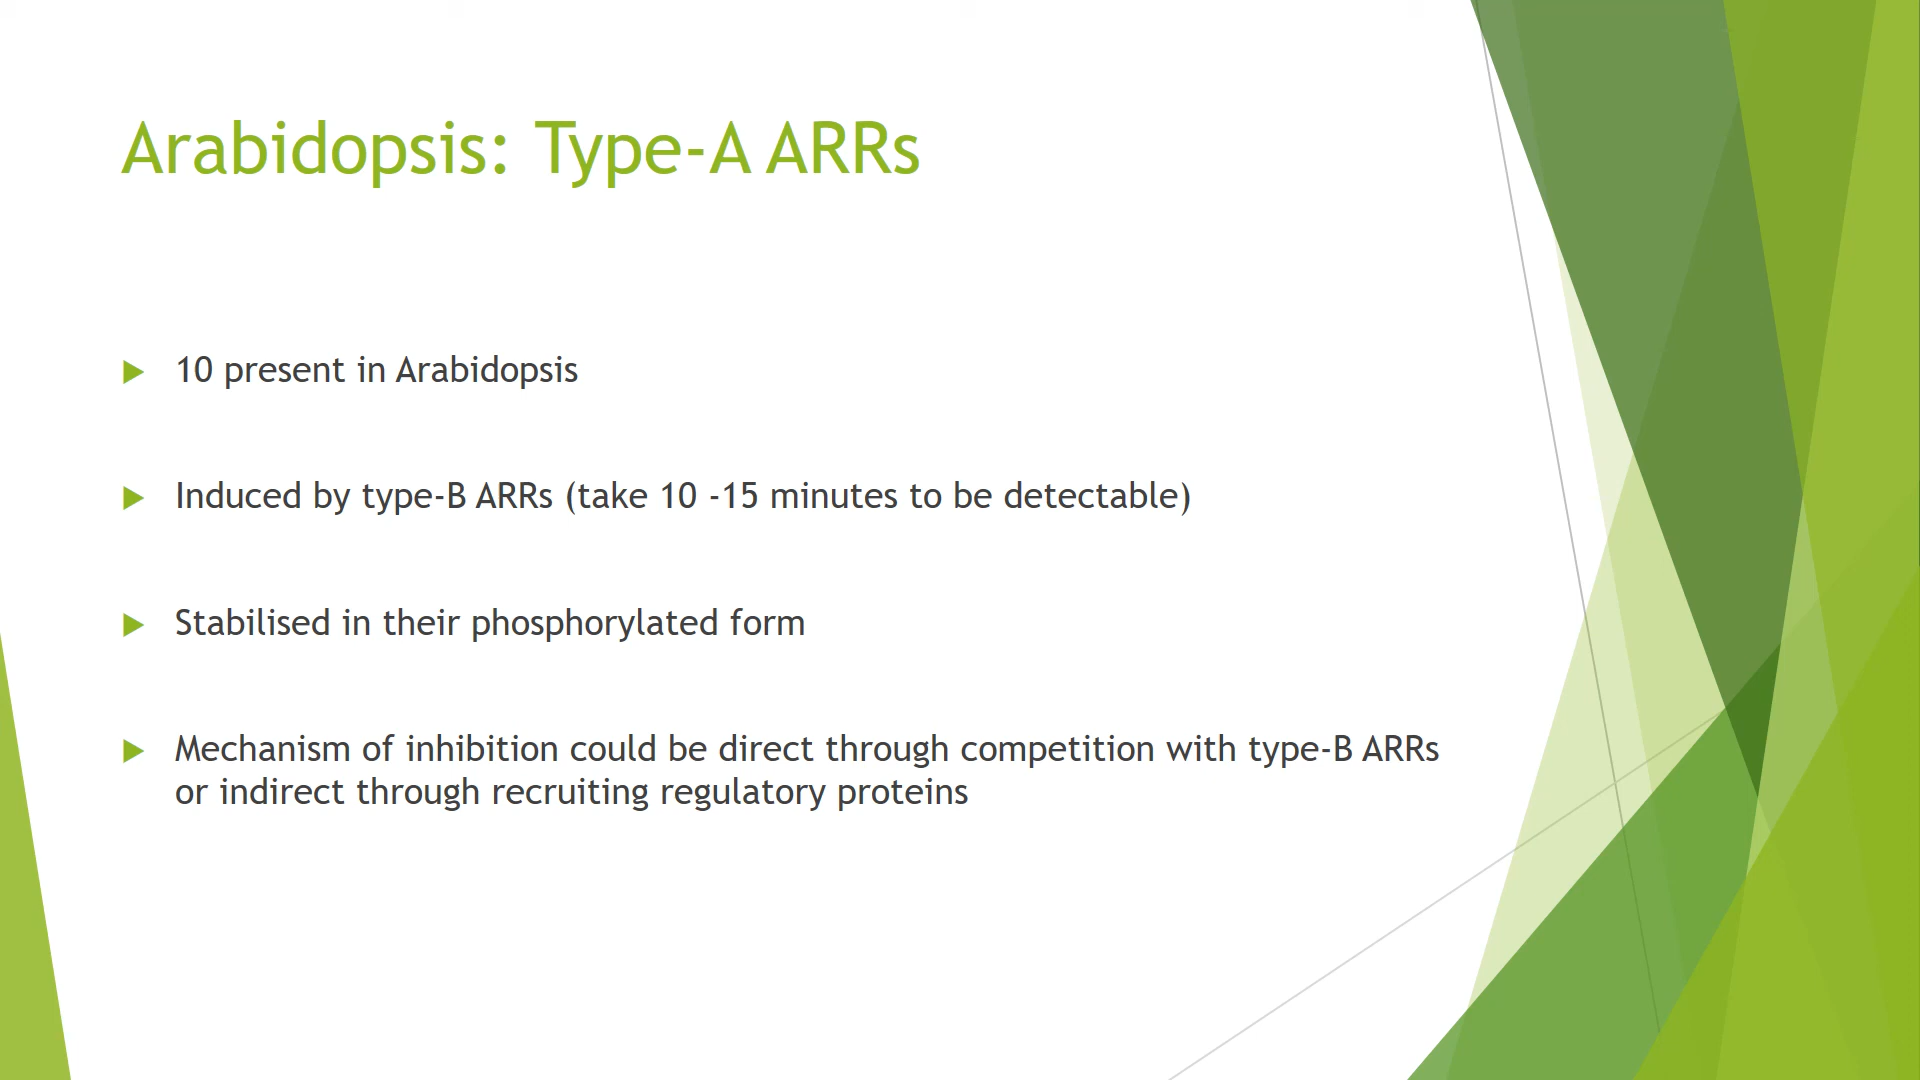 Arabidopsis: Type-A ARRs
10 present in Arabidopsis
Induced by type-B ARRs (take 10 -15 minutes to be detectable)
Stabilised in their phosphorylated form
Mechanism of inhibition could be direct through competition with type-B ARRs
or indirect through recruiting regulatory proteins